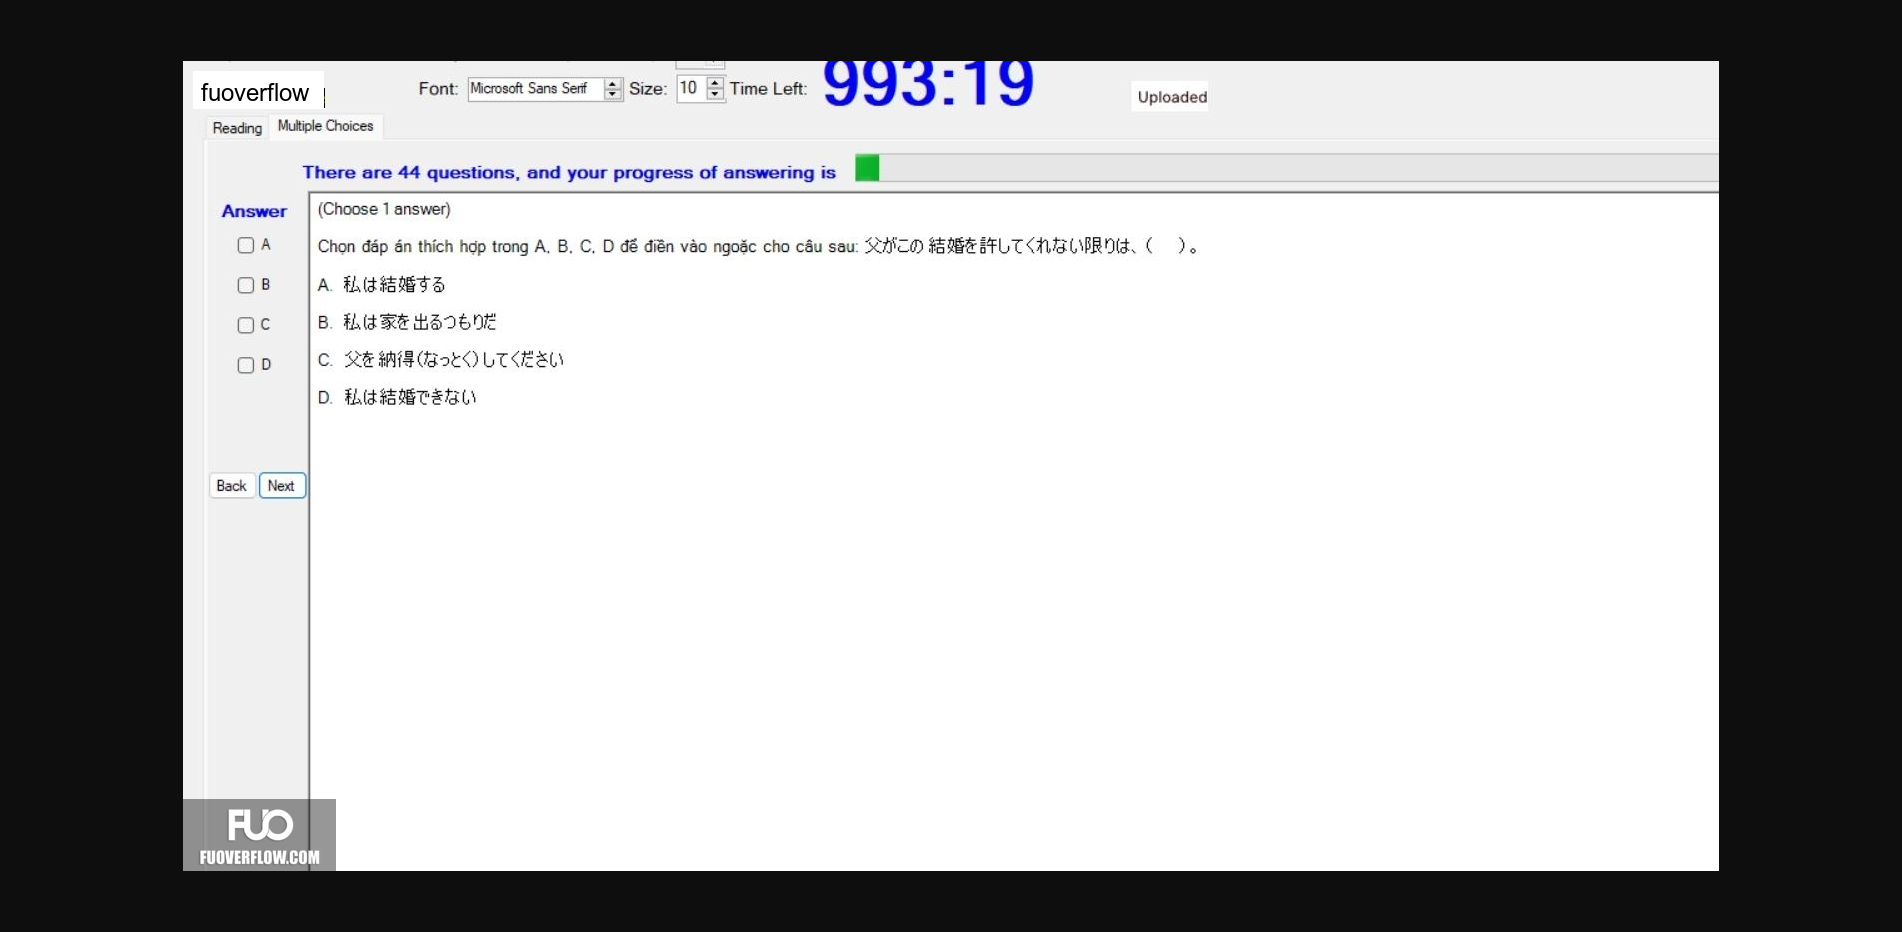 fuoverflow
Font: Microsoft Sans Serif Size: 10 Time Left: 993:19
Uploaded
Reading Multiple Choices
There are 44 questions, and your progress of answering is
Answer
(Choose 1 answer)
A
Chọn đáp án thích hợp trong A, B, C, D để điền vào ngoặc cho câu sau: 父がこの結婚を許してくれない限りは、(　)。
B
A. 私は結婚する
C
B. 私は家を出るつもりだ
D
C. 父を納得(なっとく)してください
D. 私は結婚できない
Back Next
FUO
FUOVERFLOW.COM